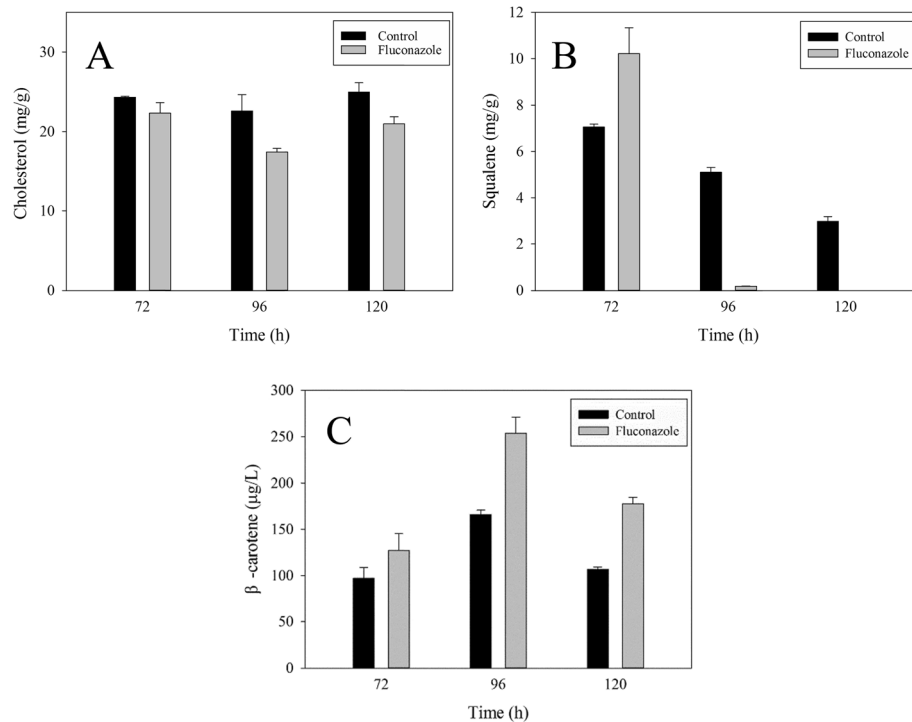 A
Control
Fluconazole
Cholesterol (mg/g)
30
20
10
0
72 96 120
Time (h)
B
Control
Fluconazole
Squalene (mg/g)
12
10
8
6
4
2
0
72 96 120
Time (h)
C
Control
Fluconazole
β -carotene (µg/L)
300
250
200
150
100
50
0
72 96 120
Time (h)